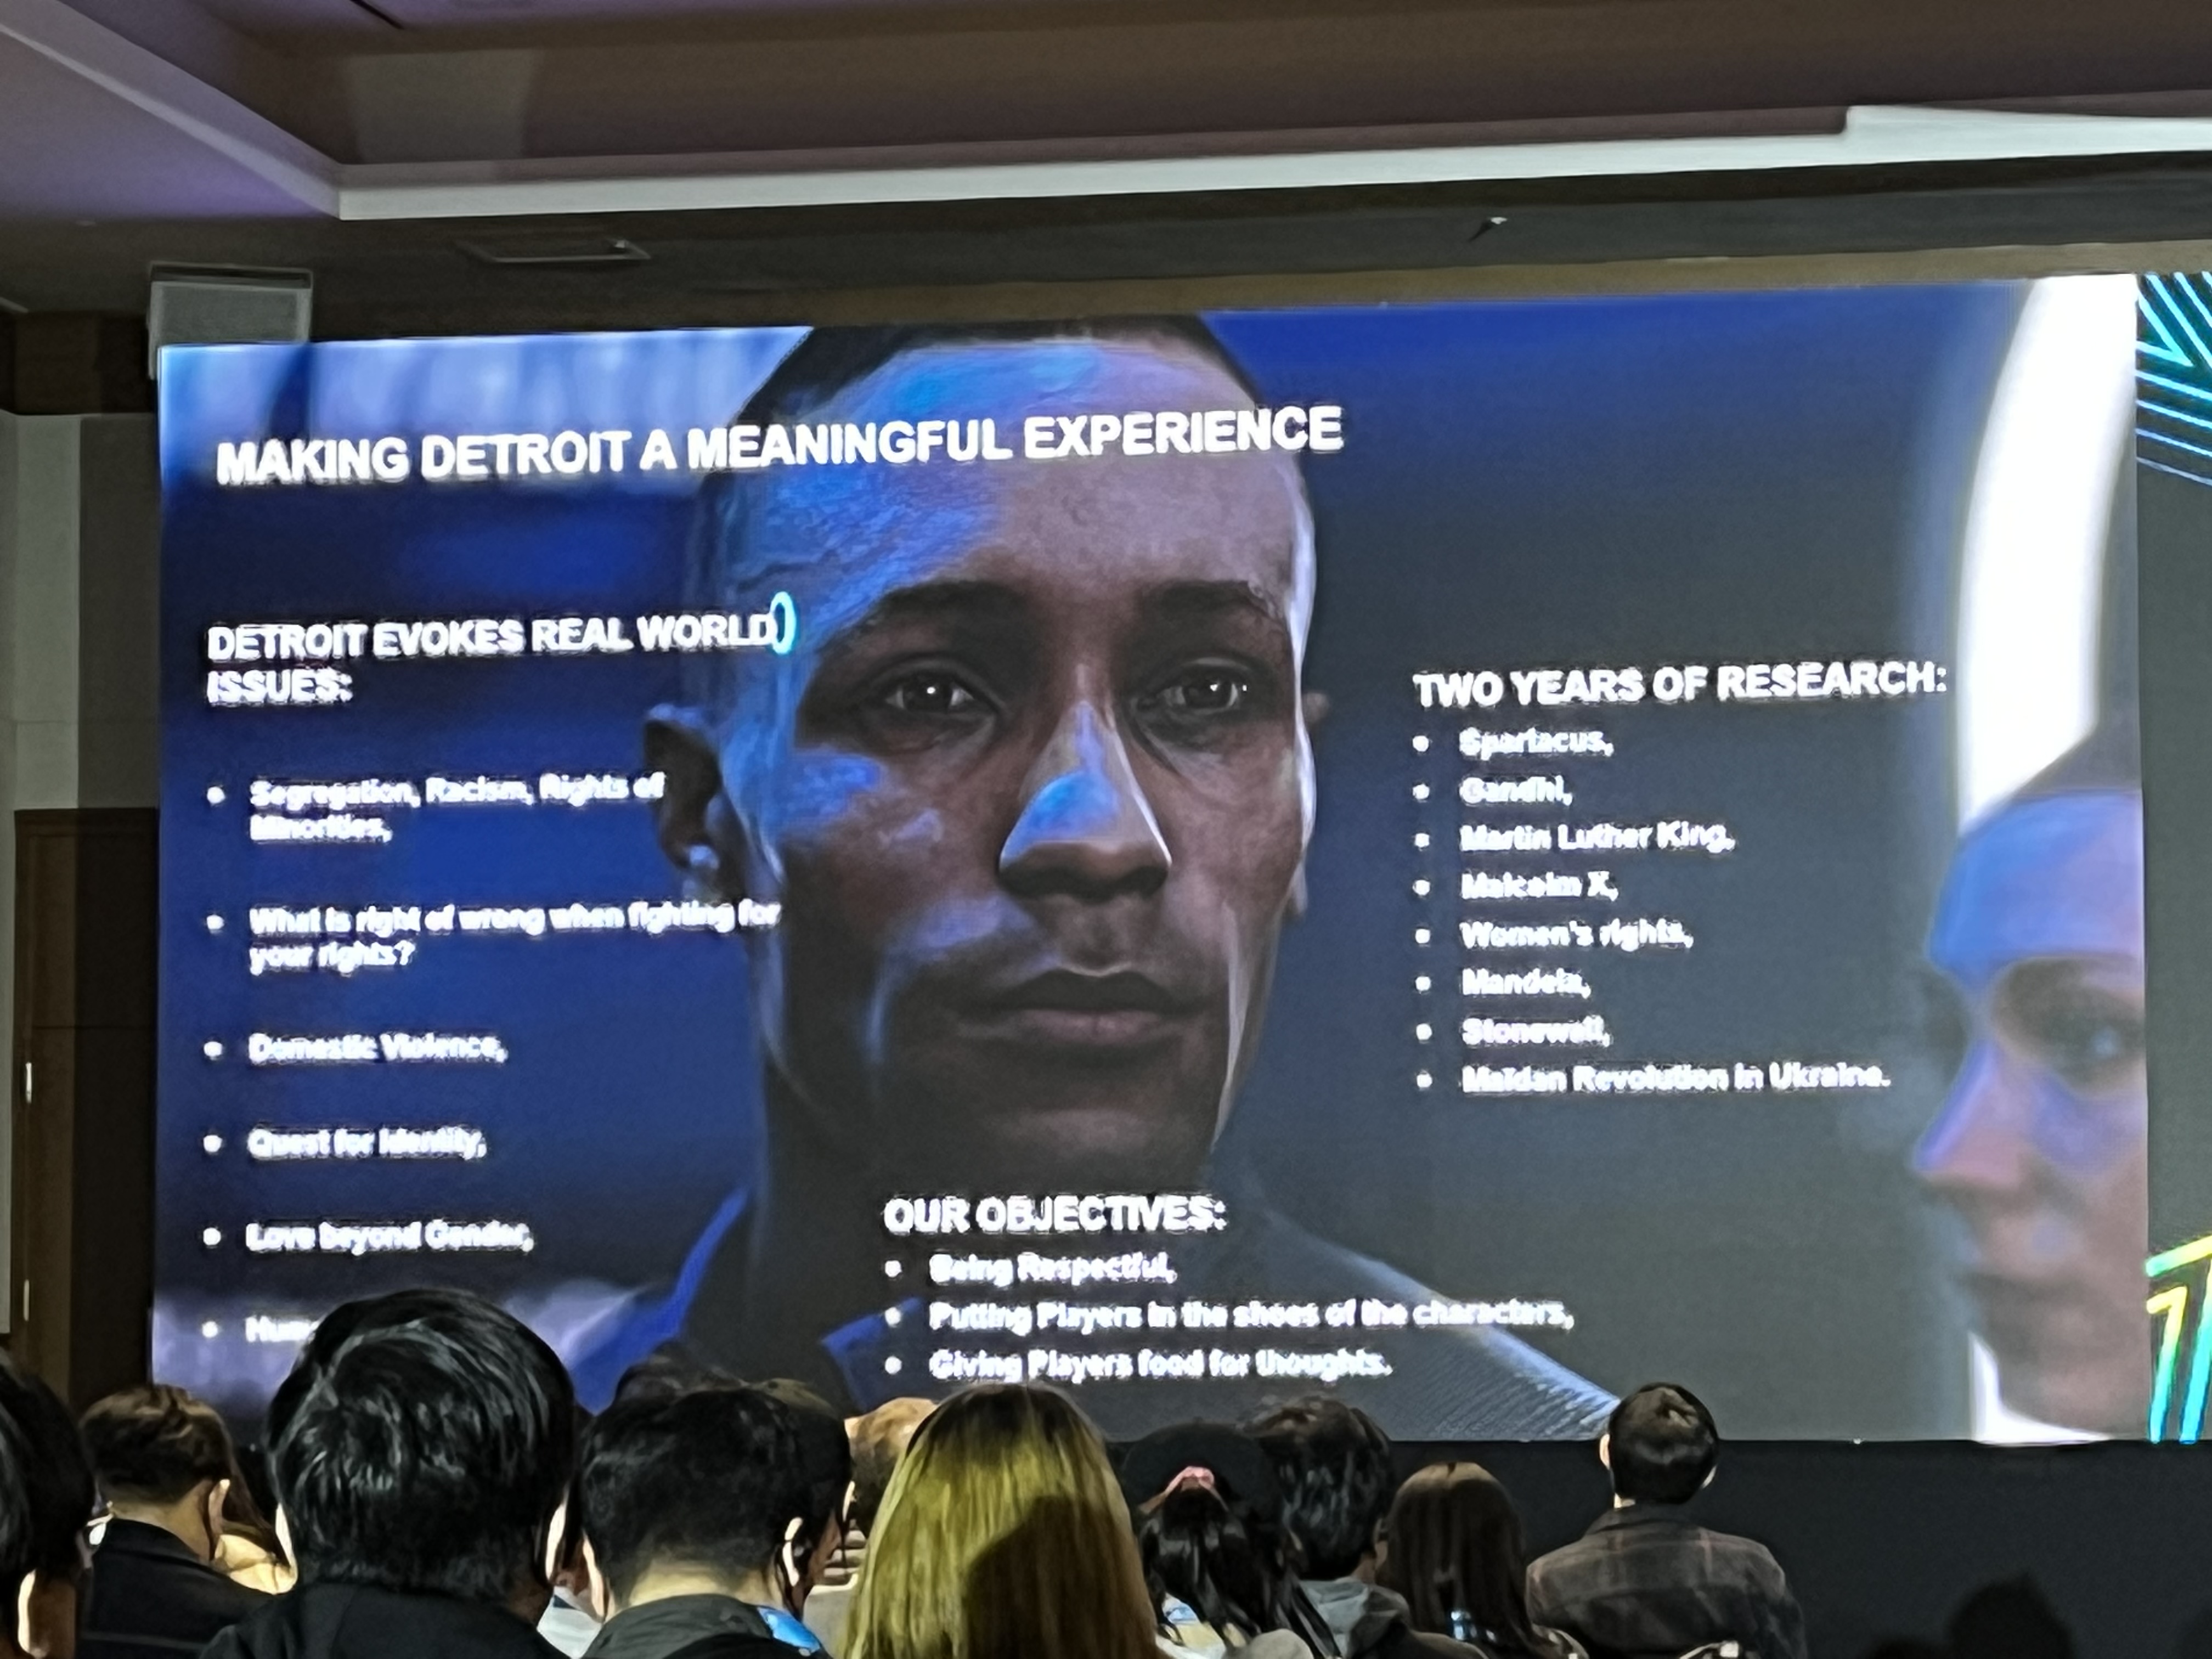 MAKING DETROIT A MEANINGFUL EXPERIENCE
DETROIT EVOKES REAL WORLD
ISSUES:
• Segregation, Racism, Rights of
Minorities,
• What is right of wrong when fighting for
your rights?
• Domestic Violence,
• Quest for Identity,
• Love beyond Gender,
TWO YEARS OF RESEARCH:
• Spartacus,
• Gandhi,
• Martin Luther King,
• Malcolm X,
• Women's rights,
• Mandela,
• Stonewall,
• Maïdan Revolution in Ukraine.
OUR OBJECTIVES:
• Being Respectful,
• Putting Players in the shoes of the characters,
• Giving Players food for thoughts.